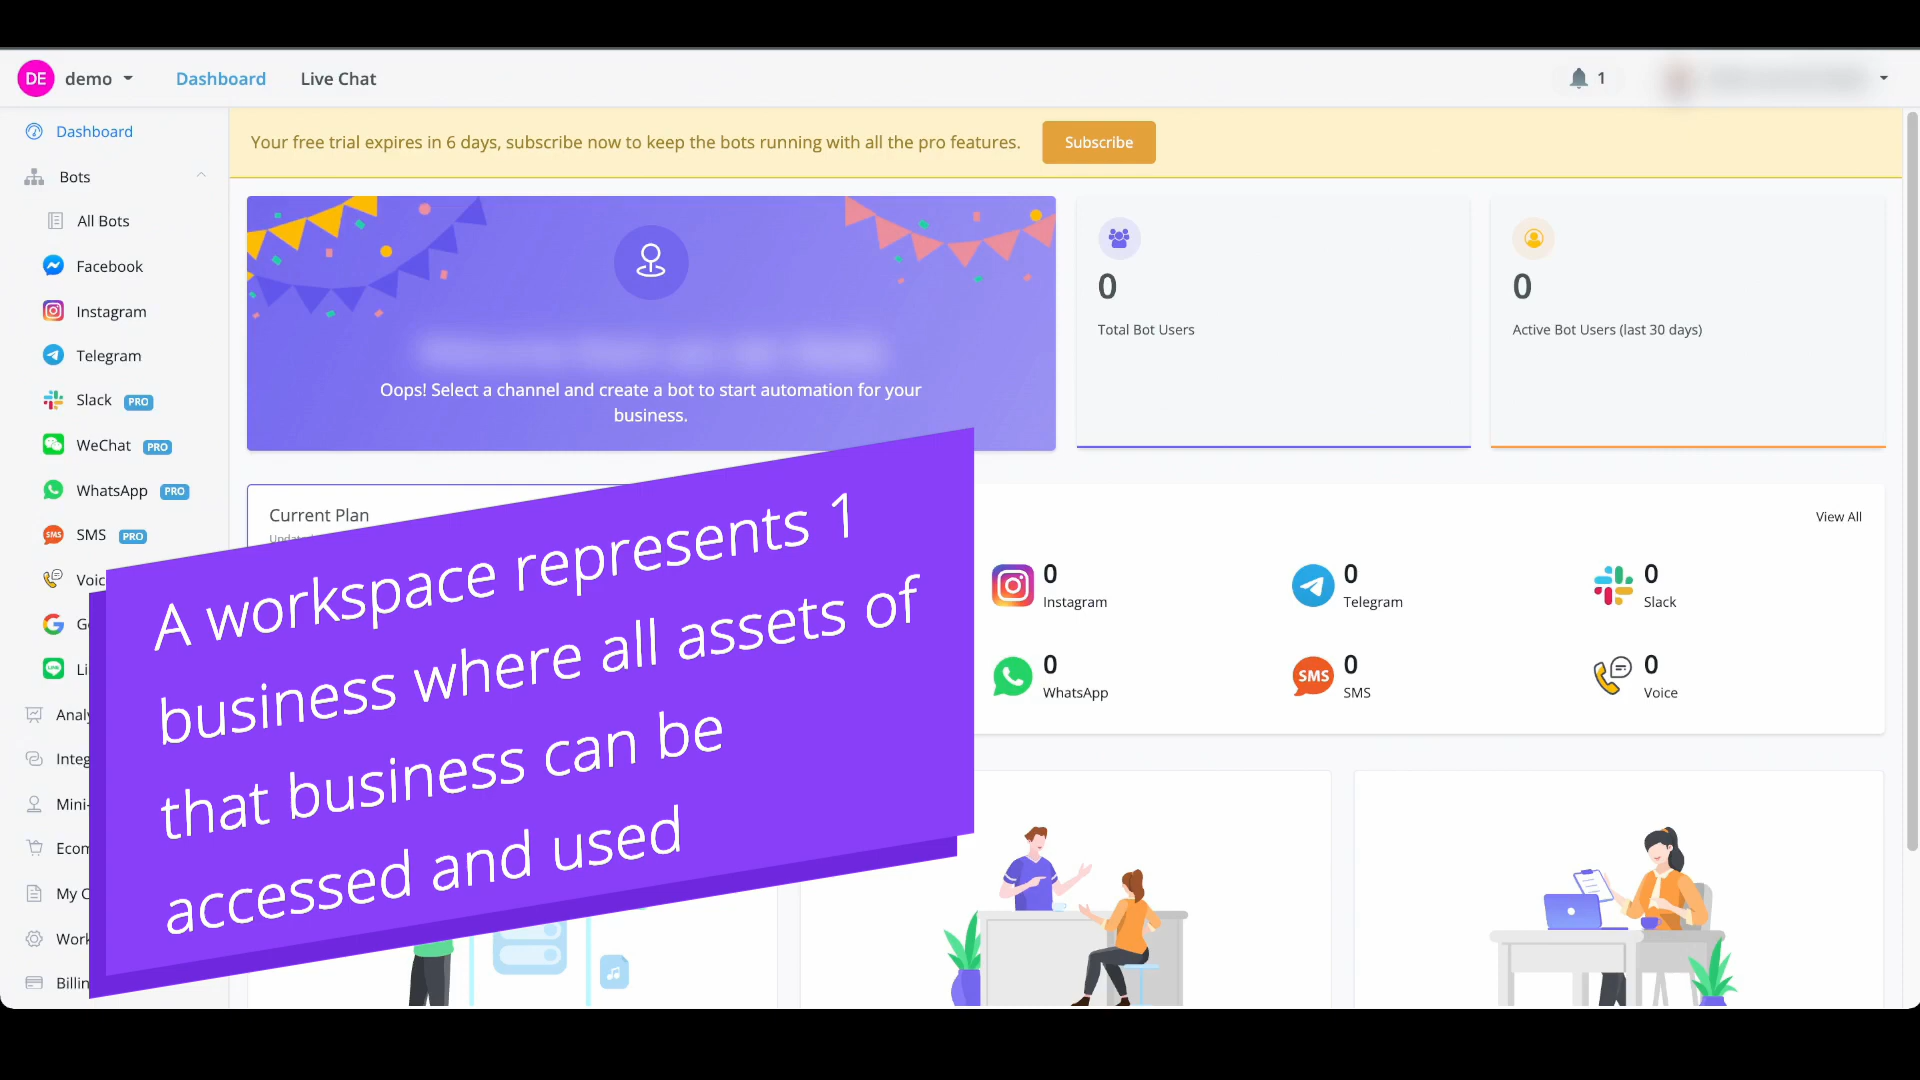 DE demo Dashboard Live Chat 1
Dashboard
Bots
All Bots
Facebook
Instagram
Telegram
Slack PRO
WeChat PRO
WhatsApp PRO
SMS PRO
Your free trial expires in 6 days, subscribe now to keep the bots running with all the pro features. Subscribe
Oops! Select a channel and create a bot to start automation for your
business.
0
Total Bot Users
0
Active Bot Users (last 30 days)
Current Plan
View All
0
Instagram
0
Telegram
0
Slack
0
WhatsApp
SMS
0
SMS
0
Voice
A workspace represents 1
business where all assets of
that business can be
accessed and used